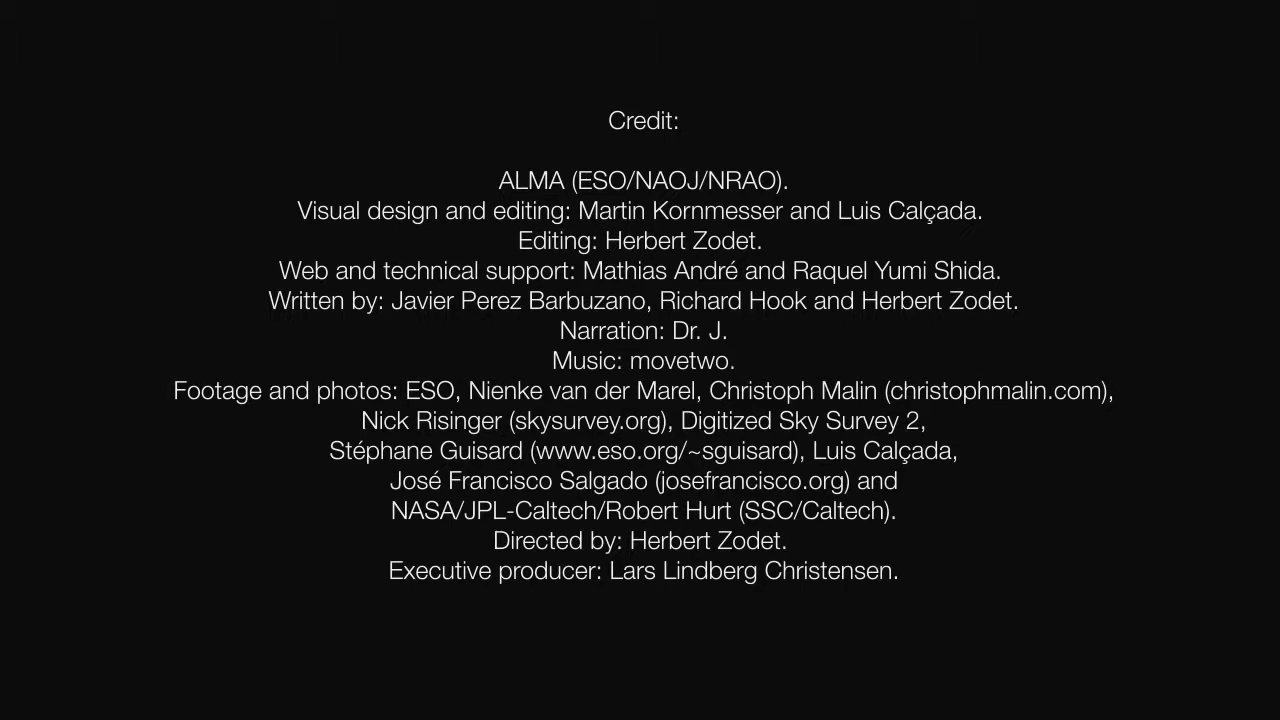 Credit:
ALMA (ESO/NAOJ/NRAO).
Visual design and editing: Martin Kornmesser and Luis Calçada.
Editing: Herbert Zodet.
Web and technical support: Mathias André and Raquel Yumi Shida.
Written by: Javier Perez Barbuzano, Richard Hook and Herbert Zodet.
Narration: Dr. J.
Music: movetwo.
Footage and photos: ESO, Nienke van der Marel, Christoph Malin (christophmalin.com),
Nick Risinger (skysurvey.org), Digitized Sky Survey 2,
Stéphane Guisard (www.eso.org/~sguisard), Luis Calçada,
José Francisco Salgado (josefrancisco.org) and
NASA/JPL-Caltech/Robert Hurt (SSC/Caltech).
Directed by: Herbert Zodet.
Executive producer: Lars Lindberg Christensen.